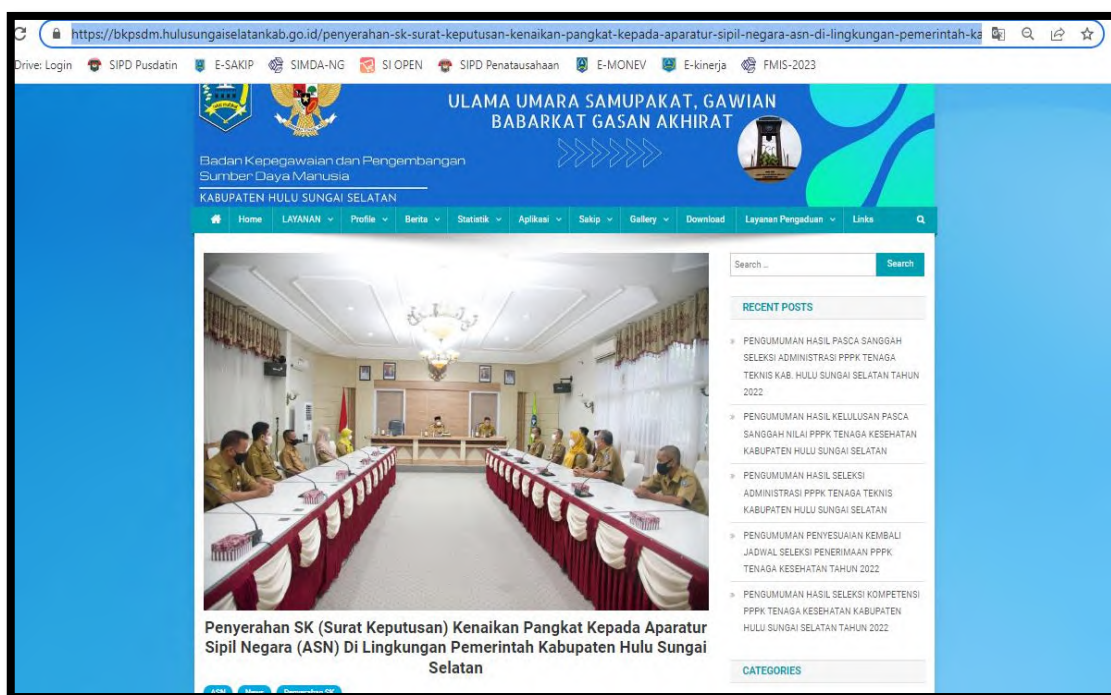 https://bkpsdm.hulusungaiselatankab.go.id/penyerahan-sk-surat-keputusan-kenaikan-pangkat-kepada-aparatur-sipil-negara-asn-di-lingkungan-pemerintah-ka
Drive: Login SIPD Pusdatin E-SAKIP SIMDA-NG SI OPEN SIPD Penatausahaan E-MONEV E-kinerja FMIS-2023
ULAMA UMARA SAMUPAKAT, GAWIAN
BABARKAT GASAN AKHIRAT
Badan Kepegawaian dan Pengembangan
Sumber Daya Manusia
KABUPATEN HULU SUNGAI SELATAN
Home LAYANAN Profile Berita Statistik Aplikasi Sakip Gallery Download Layanan Pengaduan Links
Search ... Search
RECENT POSTS
» PENGUMUMAN HASIL PASCA SANGGAH
SELEKSI ADMINISTRASI PPPK TENAGA
TEKNIS KAB. HULU SUNGAI SELATAN TAHUN
2022
» PENGUMUMAN HASIL KELULUSAN PASCA
SANGGAH NILAI PPPK TENAGA KESEHATAN
KABUPATEN HULU SUNGAI SELATAN
» PENGUMUMAN HASIL SELEKSI
ADMINISTRASI PPPK TENAGA TEKNIS
KABUPATEN HULU SUNGAI SELATAN
» PENGUMUMAN PENYESUAIAN KEMBALI
JADWAL SELEKSI PENERIMAAN PPPK
TENAGA KESEHATAN TAHUN 2022
» PENGUMUMAN HASIL SELEKSI KOMPETENSI
PPPK TENAGA KESEHATAN KABUPATEN
HULU SUNGAI SELATAN TAHUN 2022
CATEGORIES
Penyerahan SK (Surat Keputusan) Kenaikan Pangkat Kepada Aparatur
Sipil Negara (ASN) Di Lingkungan Pemerintah Kabupaten Hulu Sungai
Selatan
ASN News Penyerahan SK